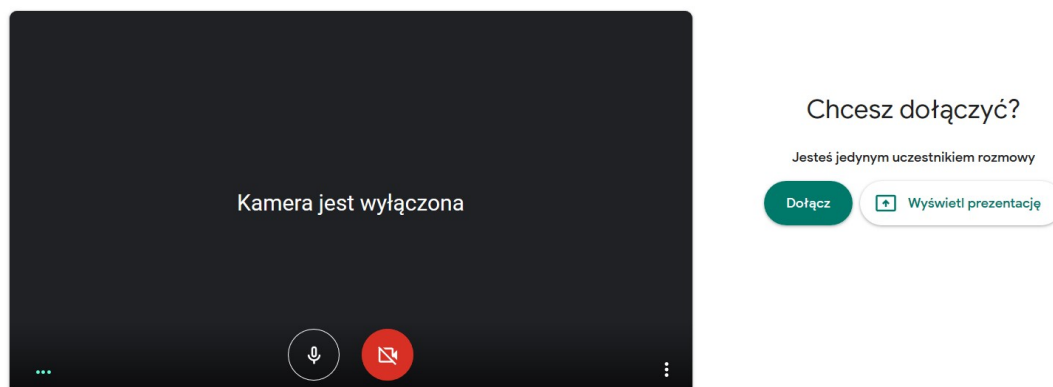 Kamera jest wyłączona
Chcesz dołączyć?
Jesteś jedynym uczestnikiem rozmowy
Dołącz
Wyświetl prezentację